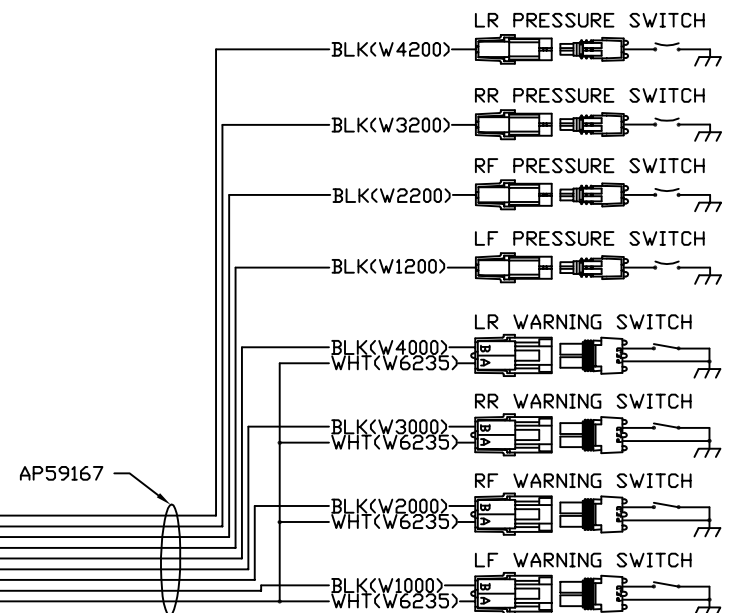 LR PRESSURE SWITCH
BLK(W4200)
RR PRESSURE SWITCH
BLK(W3200)
RF PRESSURE SWITCH
BLK(W2200)
LF PRESSURE SWITCH
BLK(W1200)
LR WARNING SWITCH
BLK(W4000)
B
WHT(W6235)
A
RR WARNING SWITCH
BLK(W3000)
B
WHT(W6235)
A
AP59167
RF WARNING SWITCH
BLK(W2000)
B
WHT(W6235)
A
LF WARNING SWITCH
BLK(W1000)
B
WHT(W6235)
A